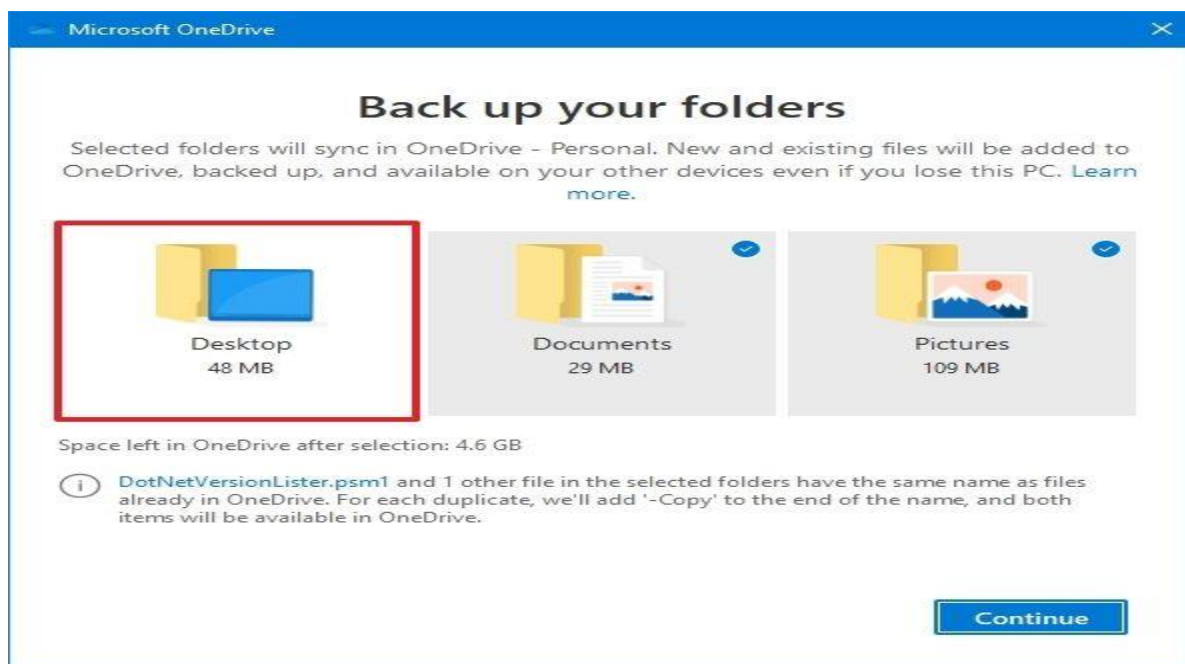 Microsoft OneDrive
Back up your folders
Selected folders will sync in OneDrive - Personal. New and existing files will be added to
OneDrive, backed up, and available on your other devices even if you lose this PC. Learn
more.
Desktop
48 MB
Documents
29 MB
Pictures
109 MB
Space left in OneDrive after selection: 4.6 GB
DotNetVersionLister.psm1 and 1 other file in the selected folders have the same name as files
already in OneDrive. For each duplicate, we'll add '-Copy' to the end of the name, and both
items will be available in OneDrive.
Continue